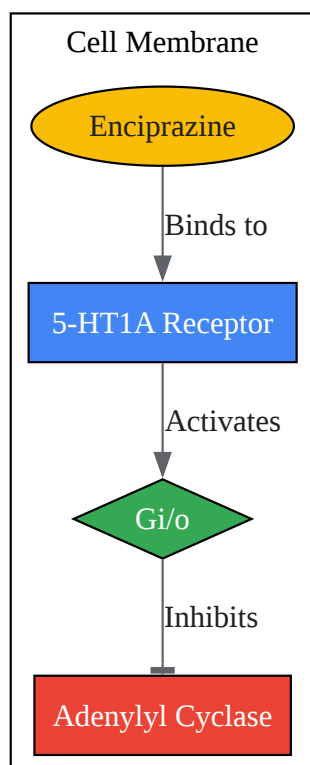 Cell Membrane
Enciprazine
Binds to
5-HT1A Receptor
Activates
Gi/o
Inhibits
Adenylyl Cyclase